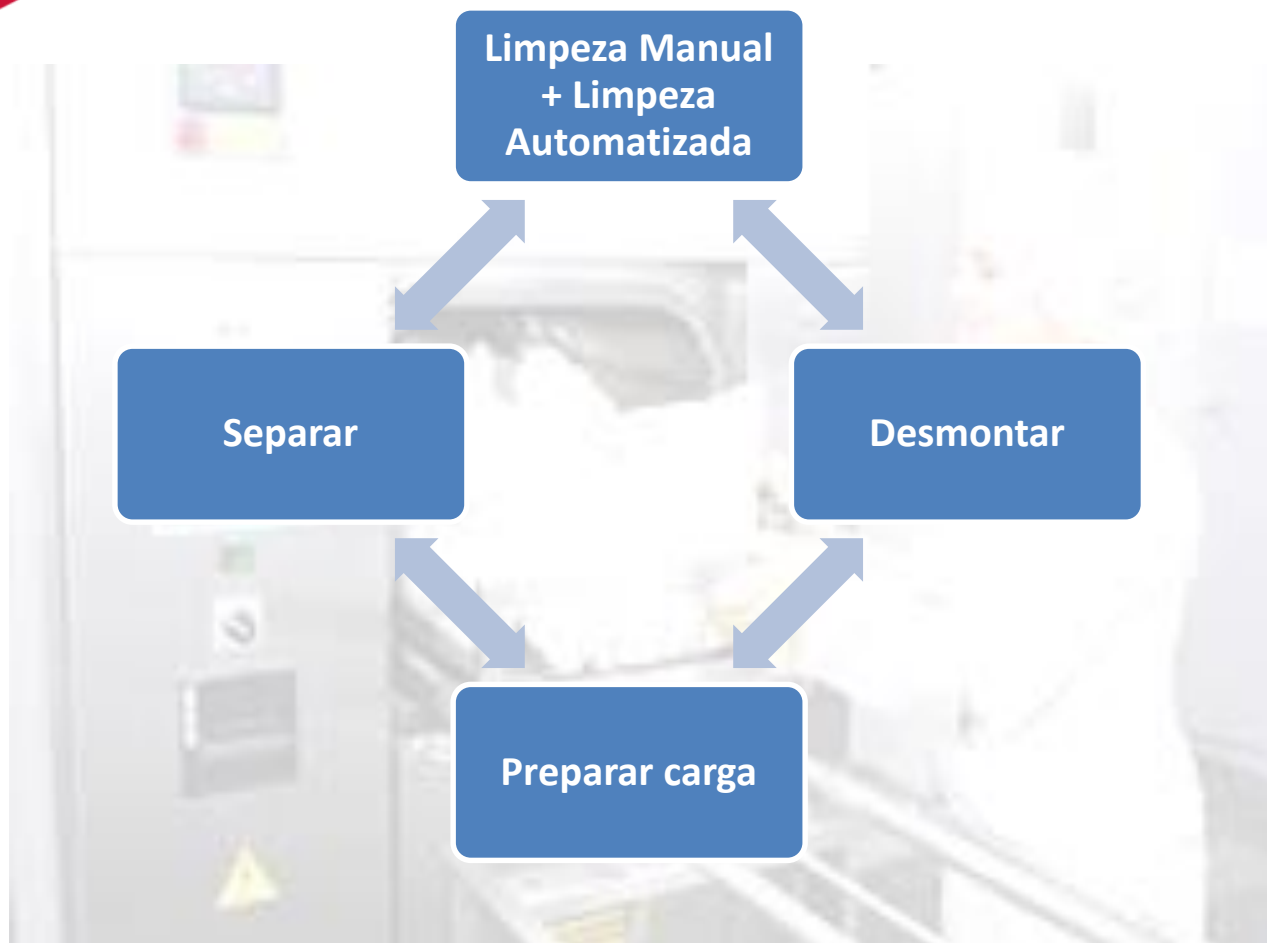 Limpeza Manual
+ Limpeza
Automatizada
Separar
Desmontar
Preparar carga